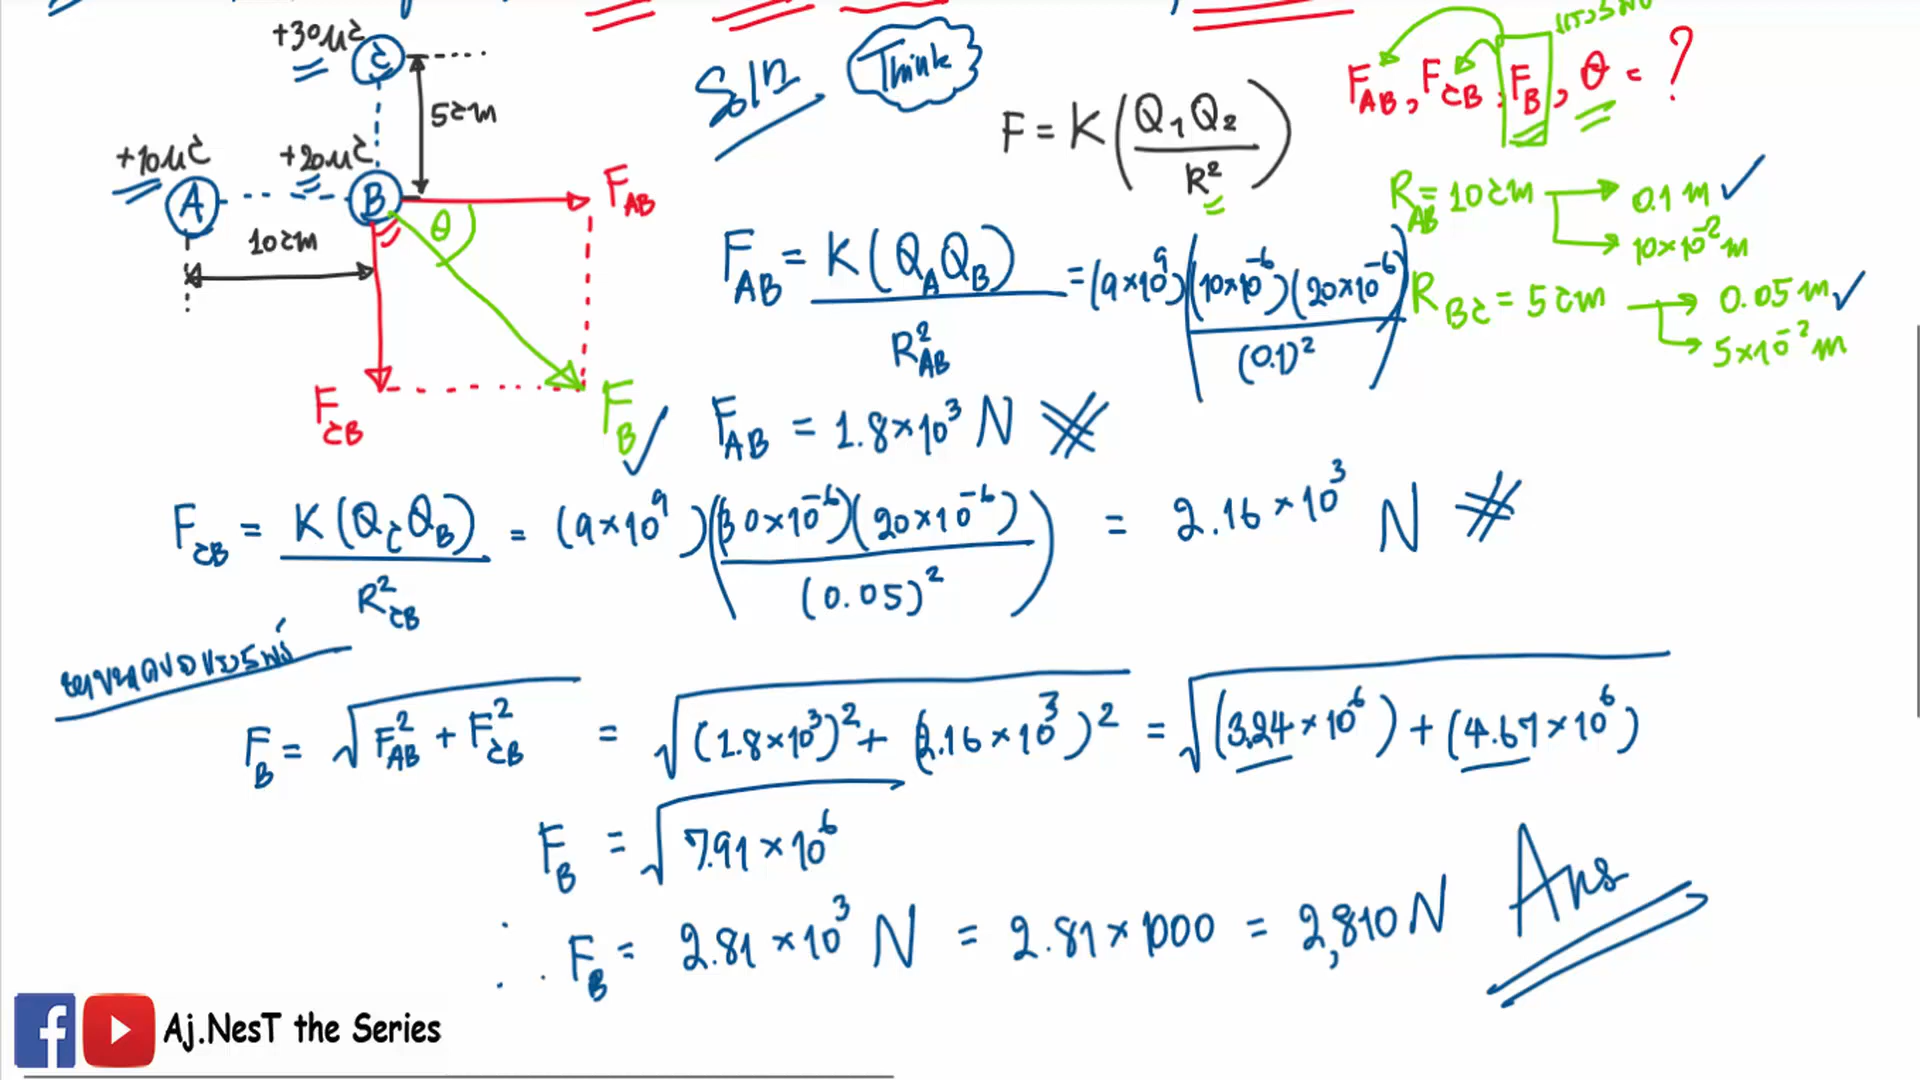 +30μC
C
5cm
+10μC
+20μC
A
B
10cm
θ
F_AB
F_CB
F_B
Soln
Think
F = K(Q₁Q₂/R²)
F_AB, F_CB, F_B, θ = ?
R_AB = 10cm → 0.1 m
→ 10×10⁻² m
R_BC = 5cm → 0.05 m
→ 5×10⁻² m
F_AB = K(Q_A Q_B)/R²_AB = (9×10⁹)((10×10⁻⁶)(20×10⁻⁶)/(0.1)²)
F_AB = 1.8×10³ N
F_CB = K(Q_C Q_B)/R²_CB = (9×10⁹)((30×10⁻⁶)(20×10⁻⁶)/(0.05)²) = 2.16×10³ N
F_B = √(F²_AB + F²_CB) = √((1.8×10³)² + (2.16×10³)²) = √((3.24×10⁶) + (4.67×10⁶))
F_B = √(7.91×10⁶)
∴ F_B = 2.81×10³ N = 2.81×1000 = 2,810 N Ans
Aj.NesT the Series